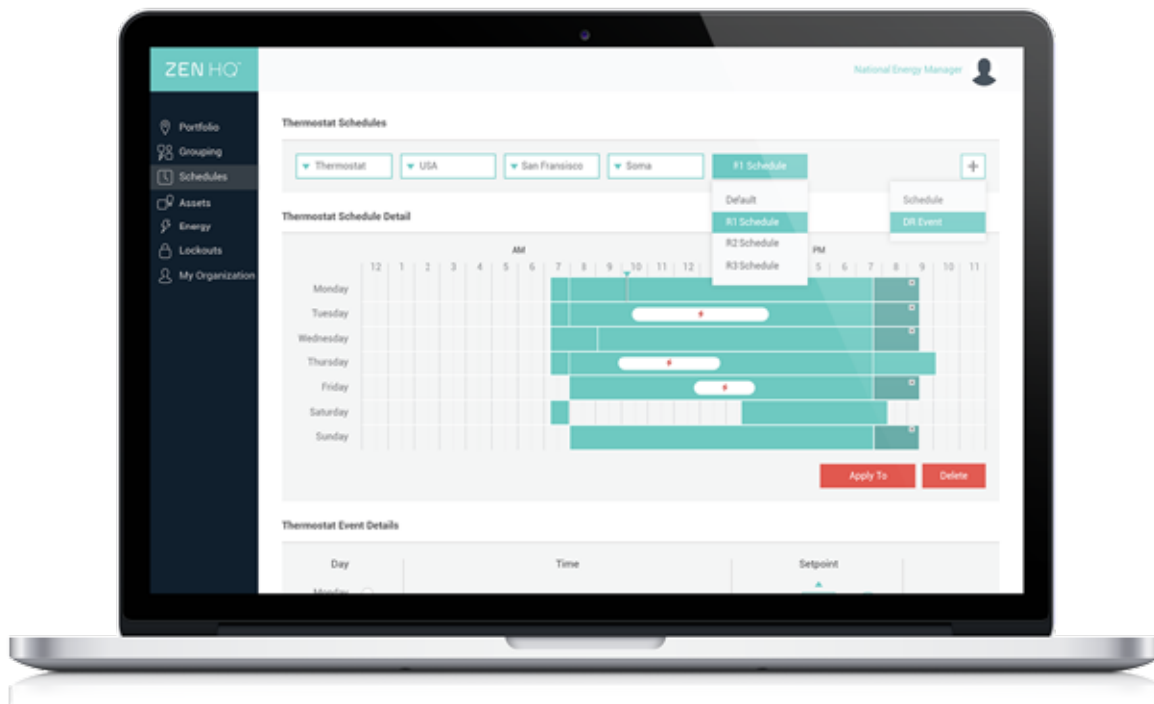 ZEN HQ™
National Energy Manager
Portfolio
Grouping
Schedules
Assets
Energy
Lockouts
My Organization
Thermostat Schedules
Thermostat
USA
San Fransisco
Soma
R1 Schedule
Default
R1 Schedule
R2 Schedule
R3 Schedule
Schedule
DR Event
Thermostat Schedule Detail
AM PM
12 1 2 3 4 5 6 7 8 9 10 11 12 5 6 7 8 9 10 11
Monday
Tuesday
Wednesday
Thursday
Friday
Saturday
Sunday
Apply To Delete
Thermostat Event Details
Day Time Setpoint
Monday